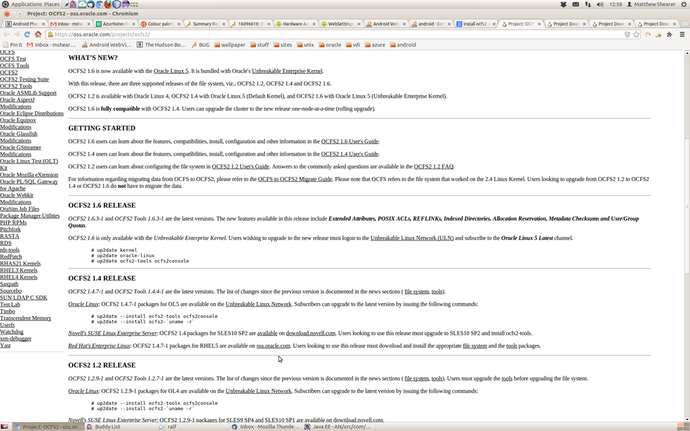 Applications Places
12:58 Matthew Shearer
Project: OCFS2 - oss.oracle.com - Chromium
Android Ph
Inbox - mshear
AzureNotes
Colour palet
Summary Re
16096618
Hardware A
WebSettings
Android We
android - Er
install ocfs2
Project: OC
Project Dow
Project Dow
Project Dow
https://oss.oracle.com/projects/ocfs2/
Pin It
Inbox - mshear...
Android WebVi...
The Hudson Bo...
BUG
wallpaper
stuff
sites
unix
oracle
vdi
azure
android
OCFS
OCFS Test
OCFS Tools
OCFS2
OCFS2 Testing Suite
OCFS2 Tools
Oracle ASMLib Support
Oracle AspectJ
Modifications
Oracle Eclipse Distributions
Oracle Equinox
Modifications
Oracle Glassfish
Modifications
Oracle GStreamer
Modifications
Oracle Linux Test (OLT)
Kit
Oracle Mozilla eXtension
Oracle PL/SQL Gateway
for Apache
Oracle Webkit
Modifications
OraSim Job Files
Package Manager Utilities
PHP RPMs
Pitchfork
RASTA
RDS
rds-tools
RedPatch
RHAS21 Kernels
RHEL3 Kernels
RHEL4 Kernels
Saxpath
Sourcebo
SUN LDAP C SDK
Test Lab
Timbo
Transcendent Memory
Userfs
Watchdog
xen-debugger
Yast
WHAT'S NEW?
OCFS2 1.6 is now available with the Oracle Linux 5. It is bundled with Oracle's Unbreakable Enterprise Kernel.
With this release, there are three supported releases of the file system, viz., OCFS2 1.2, OCFS2 1.4 and OCFS2 1.6.
OCFS2 1.2 is available with Oracle Linux 4, OCFS2 1.4 with Oracle Linux 5 (Default Kernel), and OCFS2 1.6 with Oracle Linux 5 (Unbreakable Enterprise Kernel).
OCFS2 1.6 is fully compatible with OCFS2 1.4. Users can upgrade the cluster to the new release one-node-at-a-time (rolling upgrade).
GETTING STARTED
OCFS2 1.6 users can learn about the features, compatibilities, install, configuration and other information in the OCFS2 1.6 User's Guide.
OCFS2 1.4 users can learn about the features, compatibilities, install, configuration and other information in the OCFS2 1.4 User's Guide.
OCFS2 1.2 users can learn about configuring the file system in OCFS2 1.2 User's Guide. Answers to the commonly asked questions are available in the OCFS2 1.2 FAQ.
For information regarding migrating data from OCFS to OCFS2, please refer to the OCFS to OCFS2 Migrate Guide. Please note that OCFS refers to the file system that worked on the 2.4 Linux Kernel. Users looking to upgrade from OCFS2 1.2 to
OCFS2 1.4 or OCFS2 1.6 do not have to migrate the data.
OCFS2 1.6 RELEASE
OCFS2 1.6.3-1 and OCFS2 Tools 1.6.3-1 are the latest versions. The new features available in this release include Extended Attributes, POSIX ACLs, REFLINKs, Indexed Directories, Allocation Reservation, Metadata Checksums and User/Group
Quotas.
OCFS2 1.6 is only available with the Unbreakable Enterprise Kernel. Users wishing to upgrade to the new release must logon to the Unbreakable Linux Network (ULN) and subscribe to the Oracle Linux 5 Latest channel.
# up2date kernel
# up2date oracle-linux
# up2date ocfs2-tools ocfs2console
OCFS2 1.4 RELEASE
OCFS2 1.4.7-1 and OCFS2 Tools 1.4.4-1 are the latest versions. The list of changes since the previous version is documented in the news sections ( file system, tools).
Oracle Linux: OCFS2 1.4.7-1 packages for OL5 are available on the Unbreakable Linux Network. Subscribers can upgrade to the latest version by issuing the following commands:
# up2date --install ocfs2-tools ocfs2console
# up2date --install ocfs2-`uname -r`
Novell's SUSE Linux Enterprise Server: OCFS2 1.4 packages for SLES10 SP2 are available on download.novell.com. Users looking to use this release must upgrade to SLES10 SP2 and install ocfs2-tools.
Red Hat's Enterprise Linux: OCFS2 1.4.7-1 packages for RHEL5 are available on oss.oracle.com. Users looking to use this release must download and install the appropriate file system and the tools packages.
OCFS2 1.2 RELEASE
OCFS2 1.2.9-1 and OCFS2 Tools 1.2.7-1 are the latest versions. The list of changes since the previous version is documented in the news sections ( file system, tools). Users must upgrade the tools before upgrading the file system.
Oracle Linux: OCFS2 1.2.9-1 packages for OL4 are available on the Unbreakable Linux Network. Subscribers can upgrade to the latest version by issuing the following commands:
# up2date --install ocfs2-tools ocfs2console
# up2date --install ocfs2-`uname -r`
Novell's SUSE Linux Enterprise Server: OCFS2 1.2.9-1 packages for SLES9 SP4 and SLES10 SP1 are available on download.novell.com.
Project: OCFS2 - oss.or...
Buddy List
ralf
Inbox - Mozilla Thunde...
Java EE - AN/src/com/...